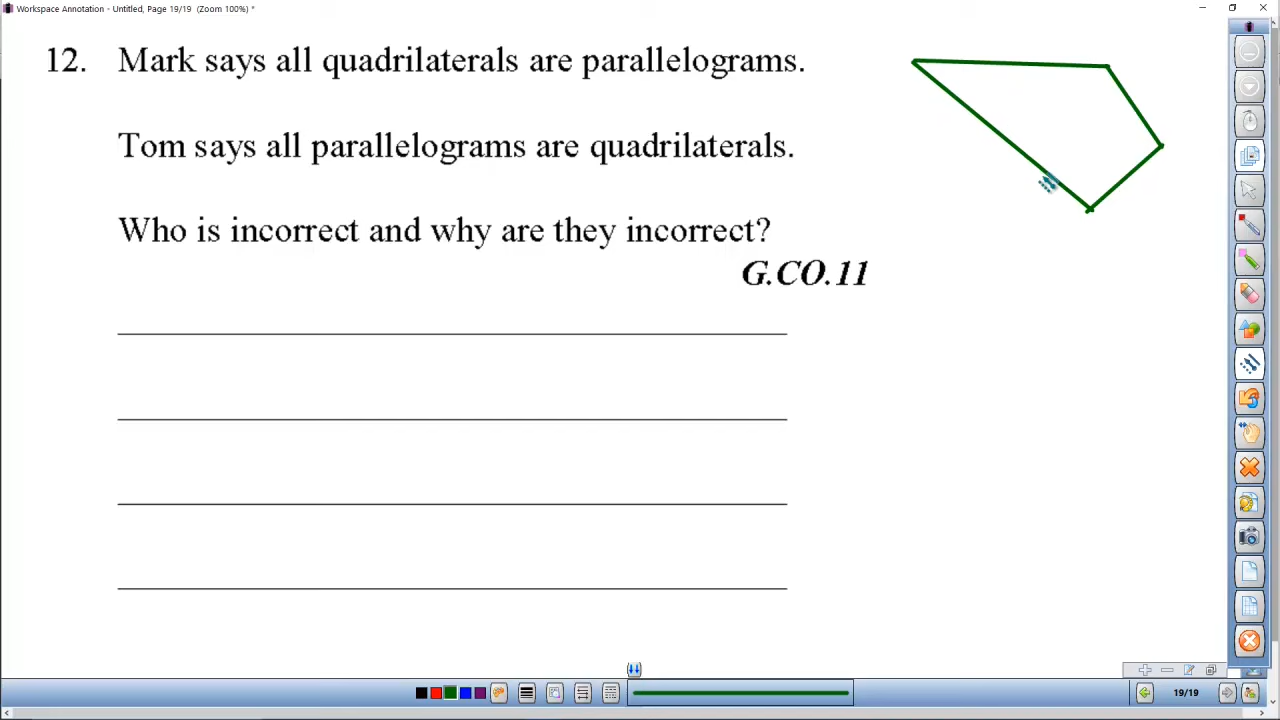 Workspace Annotation - Untitled, Page 19/19 (Zoom 100%) *
12. Mark says all quadrilaterals are parallelograms.
Tom says all parallelograms are quadrilaterals.
Who is incorrect and why are they incorrect?
G.CO.11
19/19